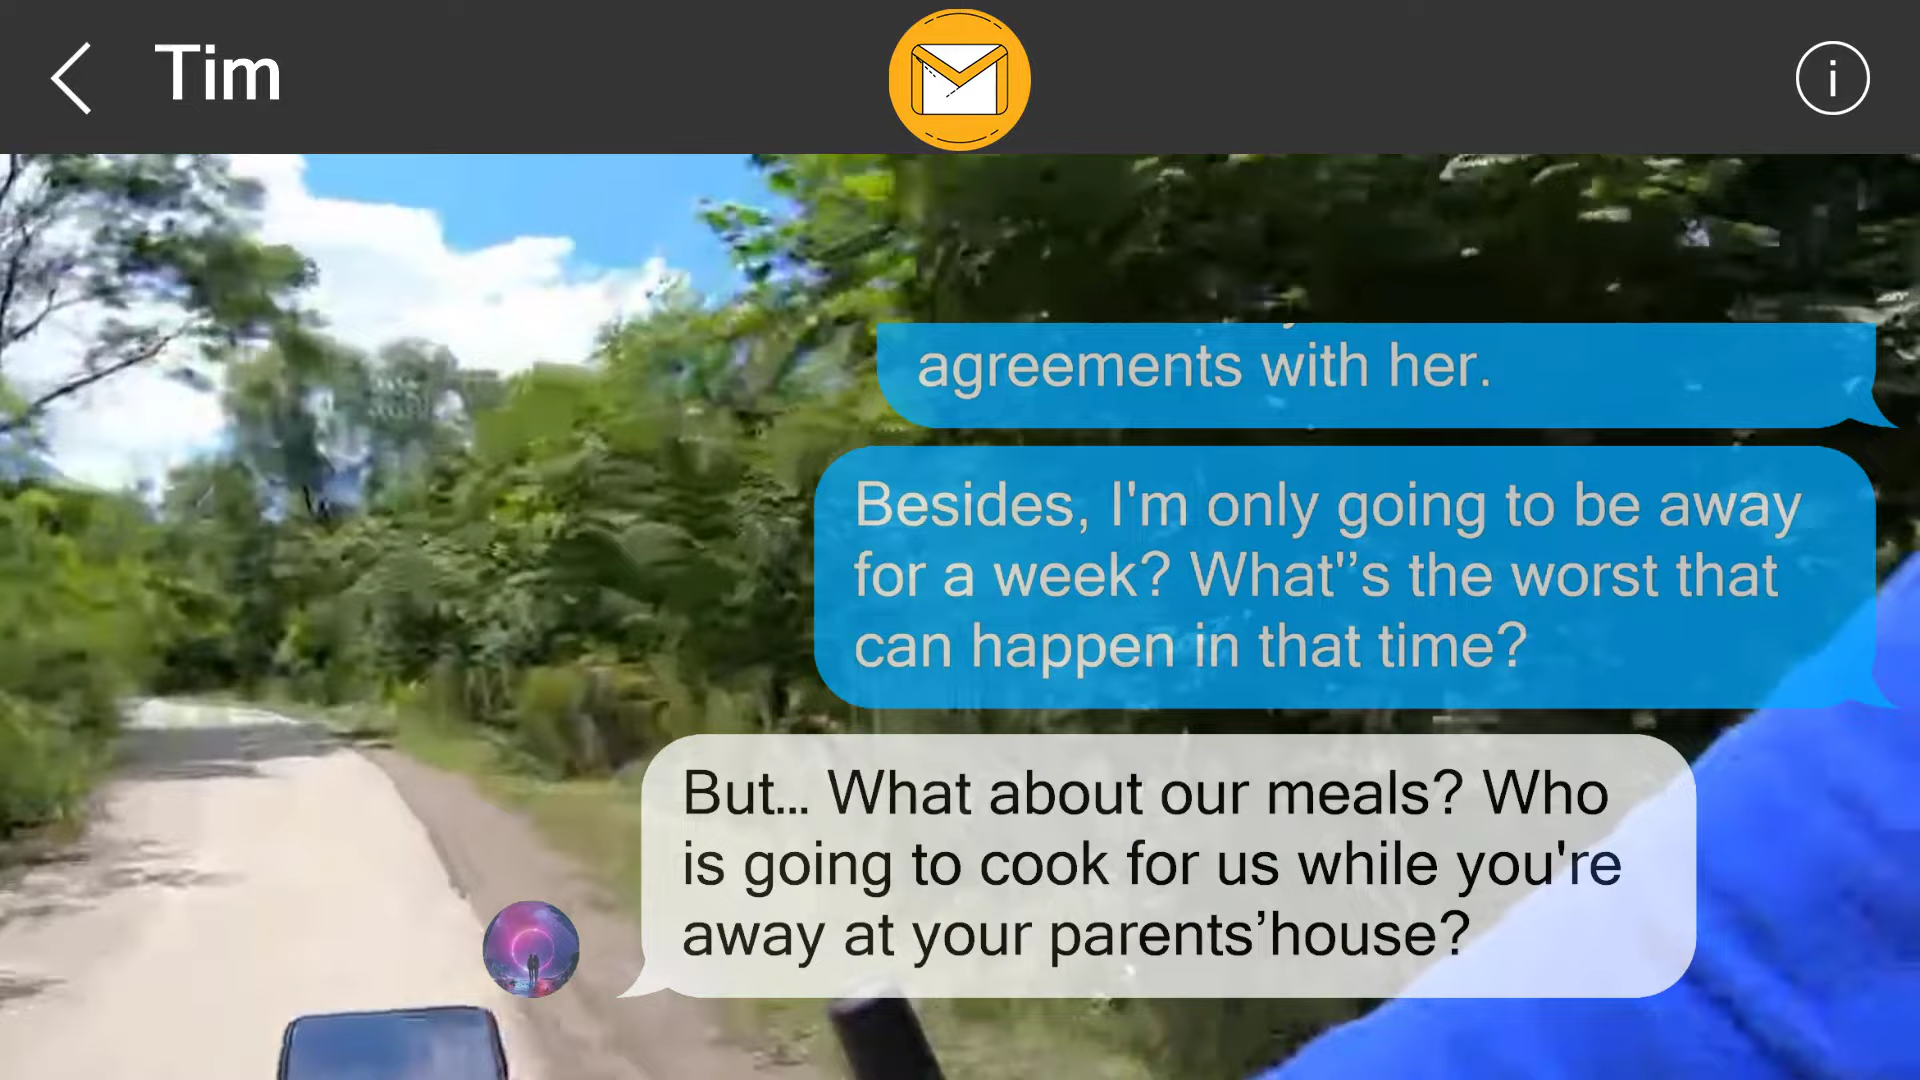 Tim
agreements with her.
Besides, I'm only going to be away
for a week? What"’s the worst that
can happen in that time?
But... What about our meals? Who
is going to cook for us while you're
away at your parents’house?